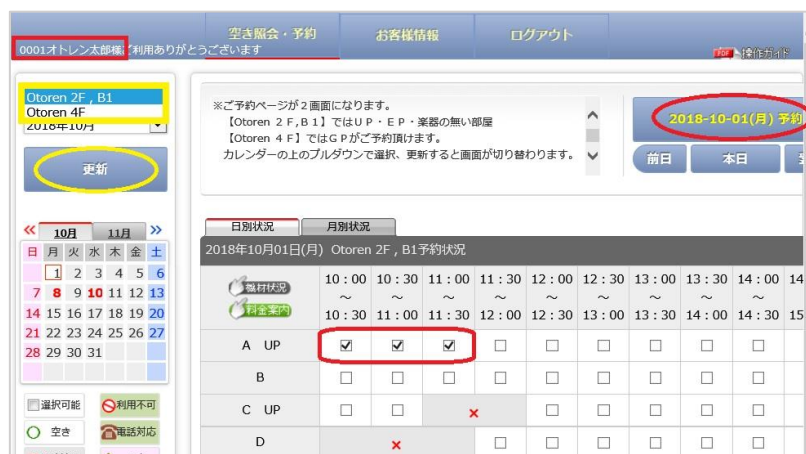 空き照会・予約 お客様情報 ログアウト
0001オトレン太郎様ご利用ありがとうございます
PDF 操作ガイド
Otoren 2F , B1
Otoren 4F
2018年10月
更新
※ご予約ページが２画面になります。
【Otoren 2 F , B 1】ではU P・E P・楽器の無い部屋
【Otoren 4 F】ではG Pがご予約頂けます。
カレンダーの上のプルダウンで選択、更新すると画面が切り替わります。
2018-10-01(月) 予約
前日 本日
10月 11月
日 月 火 水 木 金 土
1 2 3 4 5 6
7 8 9 10 11 12 13
14 15 16 17 18 19 20
21 22 23 24 25 26 27
28 29 30 31
選択可能 利用不可
空き 電話対応
日別状況 月別状況
2018年10月01日(月) Otoren 2F , B1予約状況
機材状況
料金案内
10：00 10：30 11：00 11：30 12：00 12：30 13：00 13：30 14：00 14
～ ～ ～ ～ ～ ～ ～ ～ ～
10：30 11：00 11：30 12：00 12：30 13：00 13：30 14：00 14：30 15
A UP
B
C UP
D